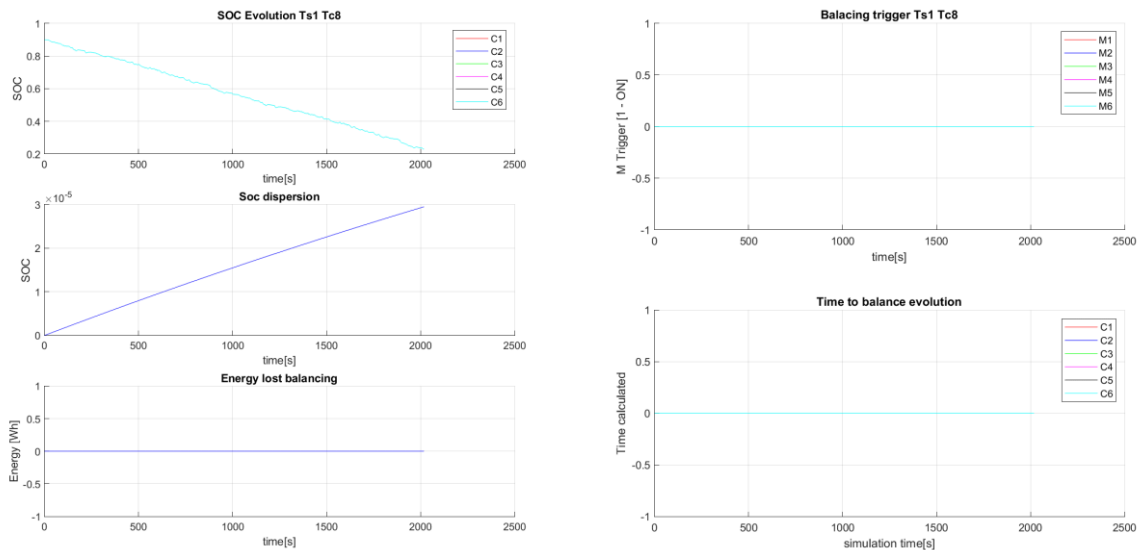 SOC Evolution Ts1 Tc8
1
0.8
0.6
0.4
0.2
SOC
C1
C2
C3
C4
C5
C6
0 500 1000 1500 2000 2500
time[s]
×10-5
Soc dispersion
3
2
1
0
SOC
0 500 1000 1500 2000 2500
time[s]
Energy lost balancing
1
0.5
0
-0.5
-1
Energy [Wh]
0 500 1000 1500 2000 2500
time[s]
Balacing trigger Ts1 Tc8
1
0.5
0
-0.5
-1
M Trigger [1 - ON]
M1
M2
M3
M4
M5
M6
0 500 1000 1500 2000 2500
time[s]
Time to balance evolution
1
0.5
0
-0.5
-1
Time calculated
C1
C2
C3
C4
C5
C6
0 500 1000 1500 2000 2500
simulation time[s]